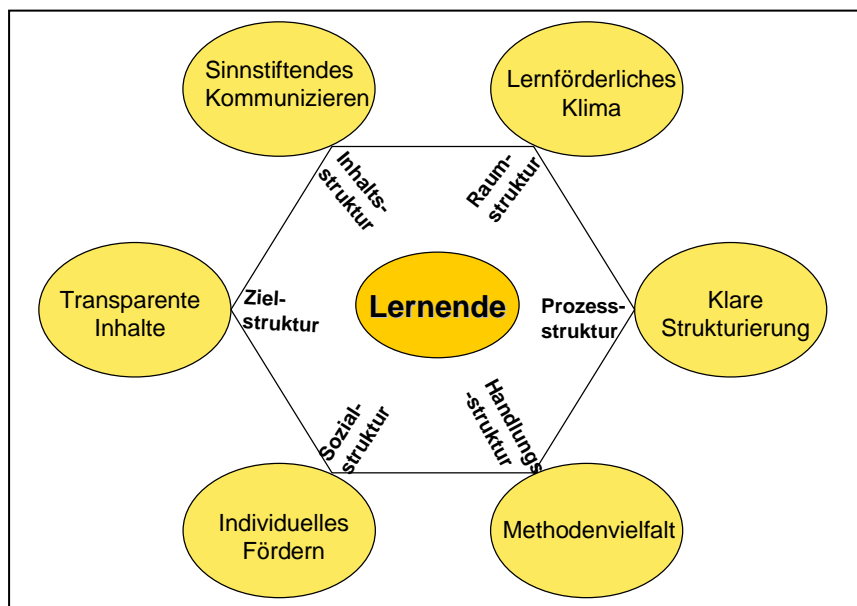 Sinnstiftendes
Kommunizieren
Lernförderliches
Klima
Inhalts-
struktur
Raum-
struktur
Transparente
Inhalte
Ziel-
struktur
Lernende
Prozess-
struktur
Klare
Strukturierung
Sozial-
struktur
Handlungs
-struktur
Individuelles
Fördern
Methodenvielfalt